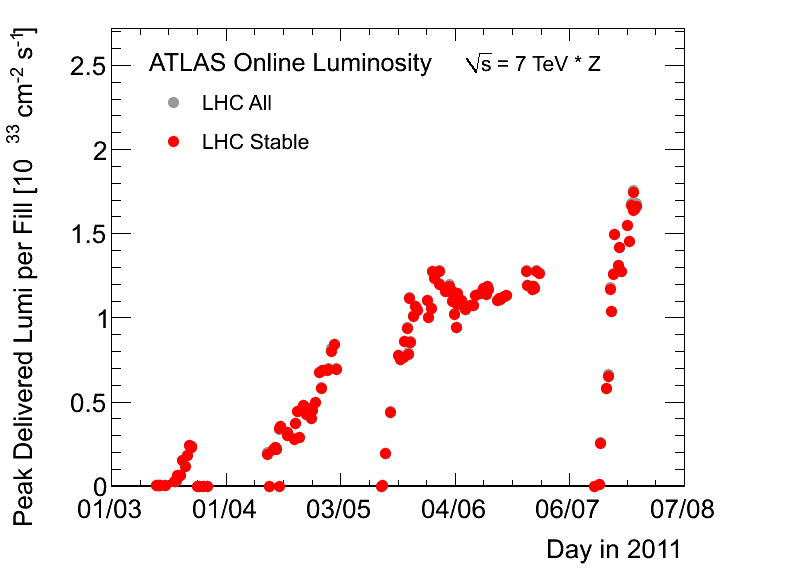 ATLAS Online Luminosity
√s = 7 TeV * Z
LHC All
LHC Stable
Peak Delivered Lumi per Fill [10^33 cm^-2 s^-1]
2.5
2
1.5
1
0.5
0
01/03 01/04 03/05 04/06 06/07 07/08
Day in 2011